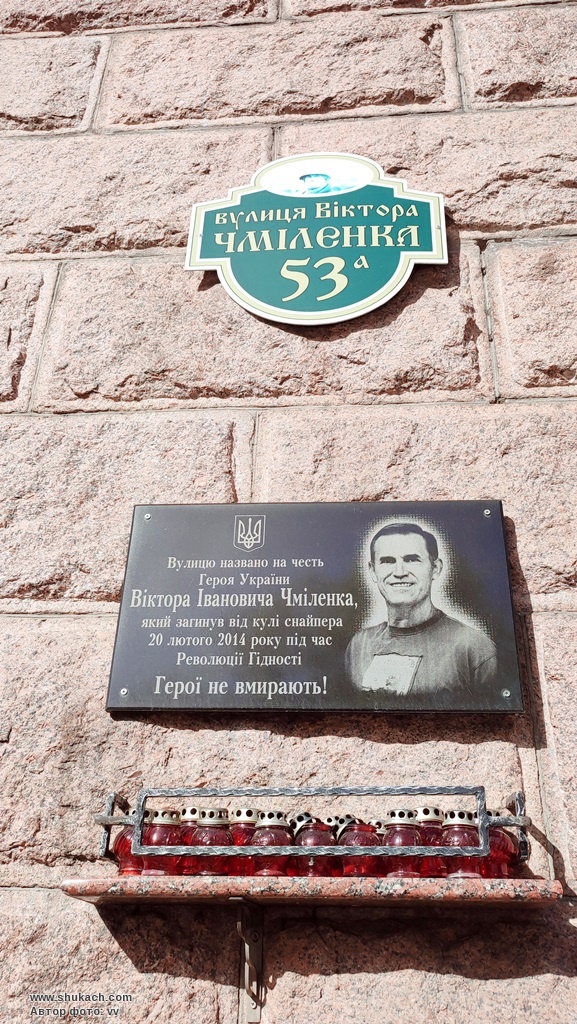 вулиця Віктора
ЧМІЛЕНКА
53а
Вулицю названо на честь
Героя України
Віктора Івановича Чміленка,
який загинув від кулі снайпера
20 лютого 2014 року під час
Революції Гідності
Герої не вмирають!
www.shukach.com
Автор фото: vv